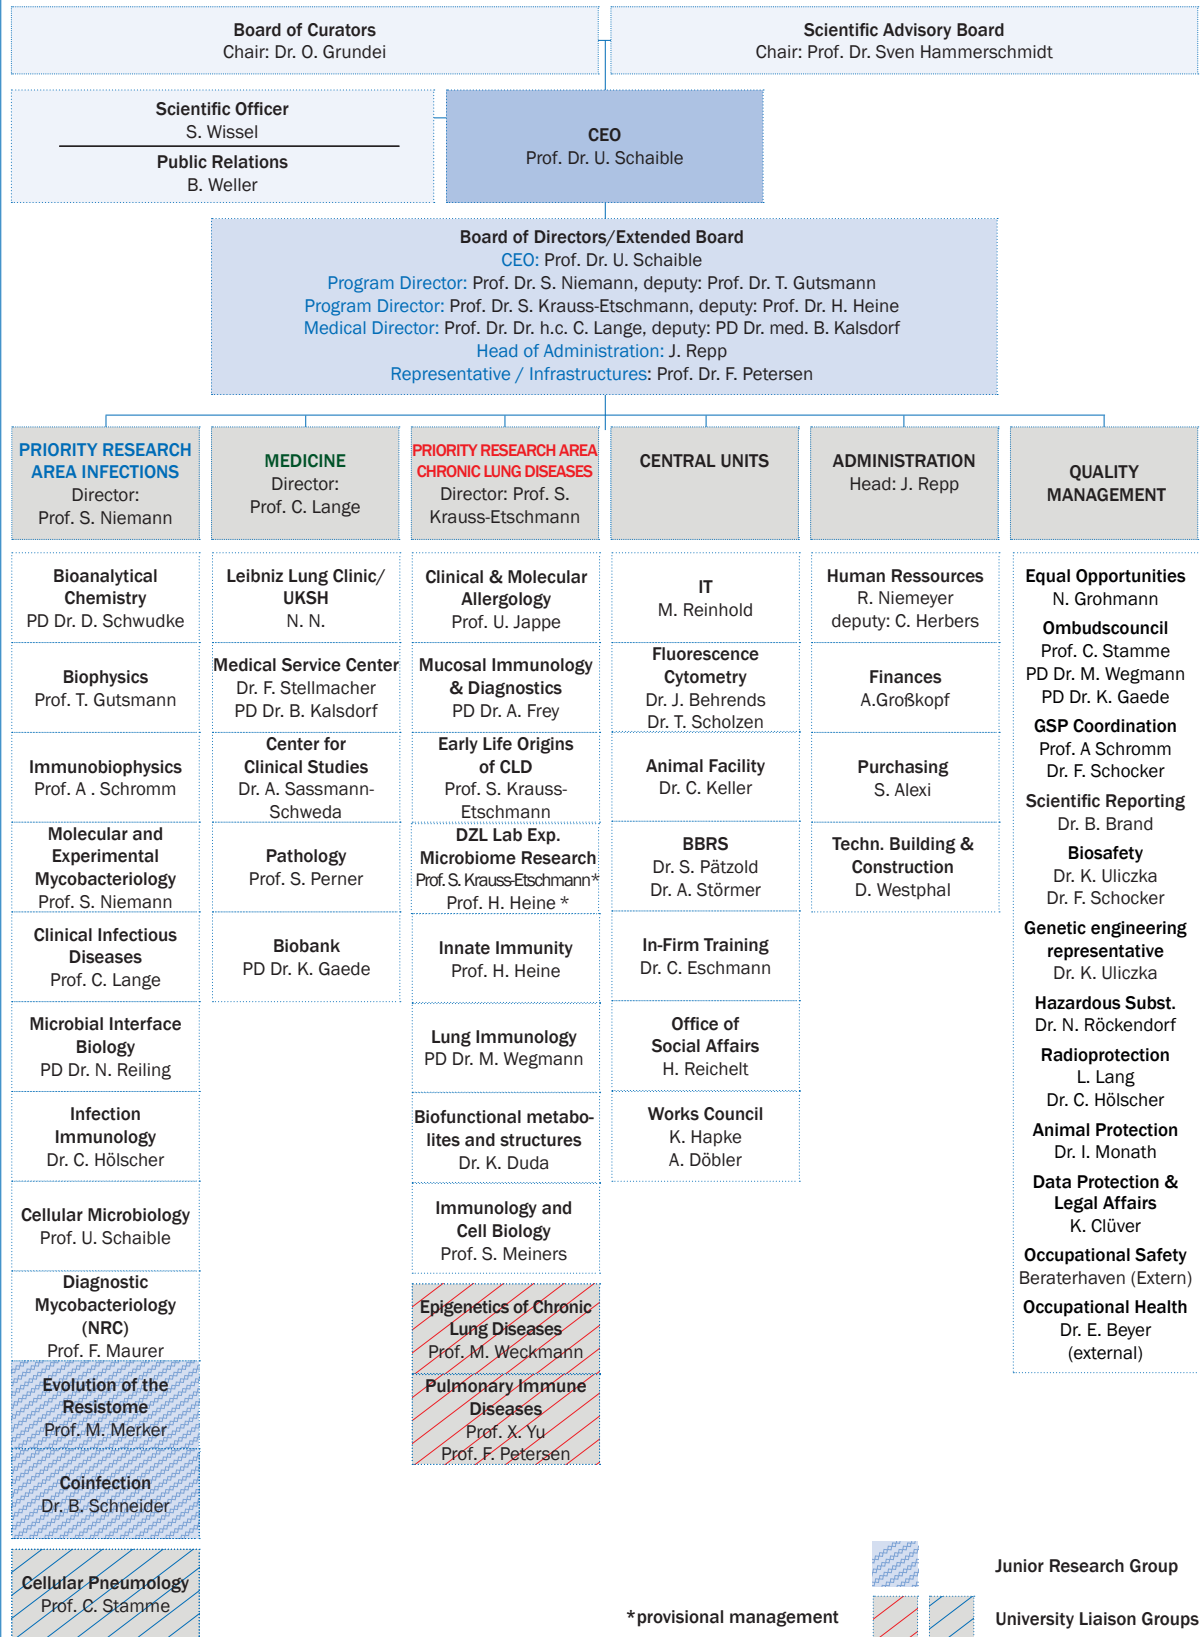 Board of Curators
Chair: Dr. O. Grundei
Scientific Advisory Board
Chair: Prof. Dr. Sven Hammerschmidt
Scientific Officer
S. Wissel
Public Relations
B. Weller
CEO
Prof. Dr. U. Schaible
Board of Directors/Extended Board
CEO: Prof. Dr. U. Schaible
Program Director: Prof. Dr. S. Niemann, deputy: Prof. Dr. T. Gutsmann
Program Director: Prof. Dr. S. Krauss-Etschmann, deputy: Prof. Dr. H. Heine
Medical Director: Prof. Dr. Dr. h.c. C. Lange, deputy: PD Dr. med. B. Kalsdorf
Head of Administration: J. Repp
Representative / Infrastructures: Prof. Dr. F. Petersen
PRIORITY RESEARCH
AREA INFECTIONS
Director:
Prof. S. Niemann
Bioanalytical
Chemistry
PD Dr. D. Schwudke
Biophysics
Prof. T. Gutsmann
Immunobiophysics
Prof. A . Schromm
Molecular and
Experimental
Mycobacteriology
Prof. S. Niemann
Clinical Infectious
Diseases
Prof. C. Lange
Microbial Interface
Biology
PD Dr. N. Reiling
Infection
Immunology
Dr. C. Hölscher
Cellular Microbiology
Prof. U. Schaible
Diagnostic
Mycobacteriology
(NRC)
Prof. F. Maurer
Evolution of the
Resistome
Prof. M. Merker
Coinfection
Dr. B. Schneider
Cellular Pneumology
Prof. C. Stamme
MEDICINE
Director:
Prof. C. Lange
Leibniz Lung Clinic/
UKSH
N. N.
Medical Service Center
Dr. F. Stellmacher
PD Dr. B. Kalsdorf
Center for
Clinical Studies
Dr. A. Sassmann-
Schweda
Pathology
Prof. S. Perner
Biobank
PD Dr. K. Gaede
PRIORITY RESEARCH AREA
CHRONIC LUNG DISEASES
Director: Prof. S.
Krauss-Etschmann
Clinical & Molecular
Allergology
Prof. U. Jappe
Mucosal Immunology
& Diagnostics
PD Dr. A. Frey
Early Life Origins
of CLD
Prof. S. Krauss-
Etschmann
DZL Lab Exp.
Microbiome Research
Prof. S. Krauss-Etschmann*
Prof. H. Heine *
Innate Immunity
Prof. H. Heine
Lung Immunology
PD Dr. M. Wegmann
Biofunctional metabo-
lites and structures
Dr. K. Duda
Immunology and
Cell Biology
Prof. S. Meiners
Epigenetics of Chronic
Lung Diseases
Prof. M. Weckmann
Pulmonary Immune
Diseases
Prof. X. Yu
Prof. F. Petersen
CENTRAL UNITS
IT
M. Reinhold
Fluorescence
Cytometry
Dr. J. Behrends
Dr. T. Scholzen
Animal Facility
Dr. C. Keller
BBRS
Dr. S. Pätzold
Dr. A. Störmer
In-Firm Training
Dr. C. Eschmann
Office of
Social Affairs
H. Reichelt
Works Council
K. Hapke
A. Döbler
ADMINISTRATION
Head: J. Repp
Human Ressources
R. Niemeyer
deputy: C. Herbers
Finances
A.Großkopf
Purchasing
S. Alexi
Techn. Building &
Construction
D. Westphal
QUALITY
MANAGEMENT
Equal Opportunities
N. Grohmann
Ombudscouncil
Prof. C. Stamme
PD Dr. M. Wegmann
PD Dr. K. Gaede
GSP Coordination
Prof. A Schromm
Dr. F. Schocker
Scientific Reporting
Dr. B. Brand
Biosafety
Dr. K. Uliczka
Dr. F. Schocker
Genetic engineering
representative
Dr. K. Uliczka
Hazardous Subst.
Dr. N. Röckendorf
Radioprotection
L. Lang
Dr. C. Hölscher
Animal Protection
Dr. I. Monath
Data Protection &
Legal Affairs
K. Clüver
Occupational Safety
Beraterhaven (Extern)
Occupational Health
Dr. E. Beyer
(external)
*provisional management
Junior Research Group
University Liaison Groups